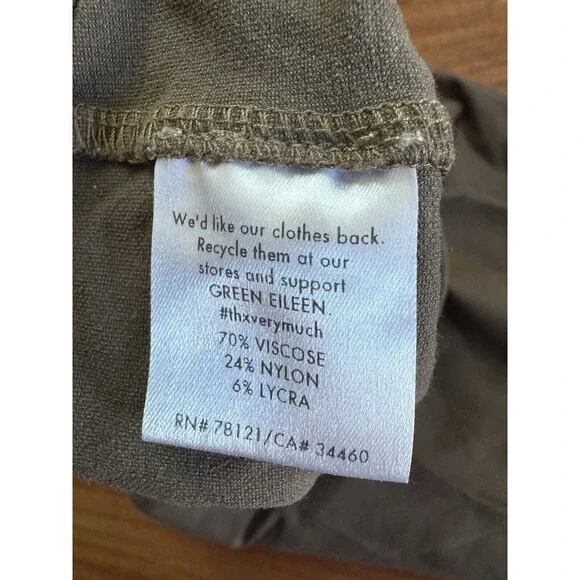 We'd like our clothes back.
Recycle them at our
stores and support
GREEN EILEEN.
#thxverymuch
70% VISCOSE
24% NYLON
6% LYCRA
RN# 78121/CA# 34460